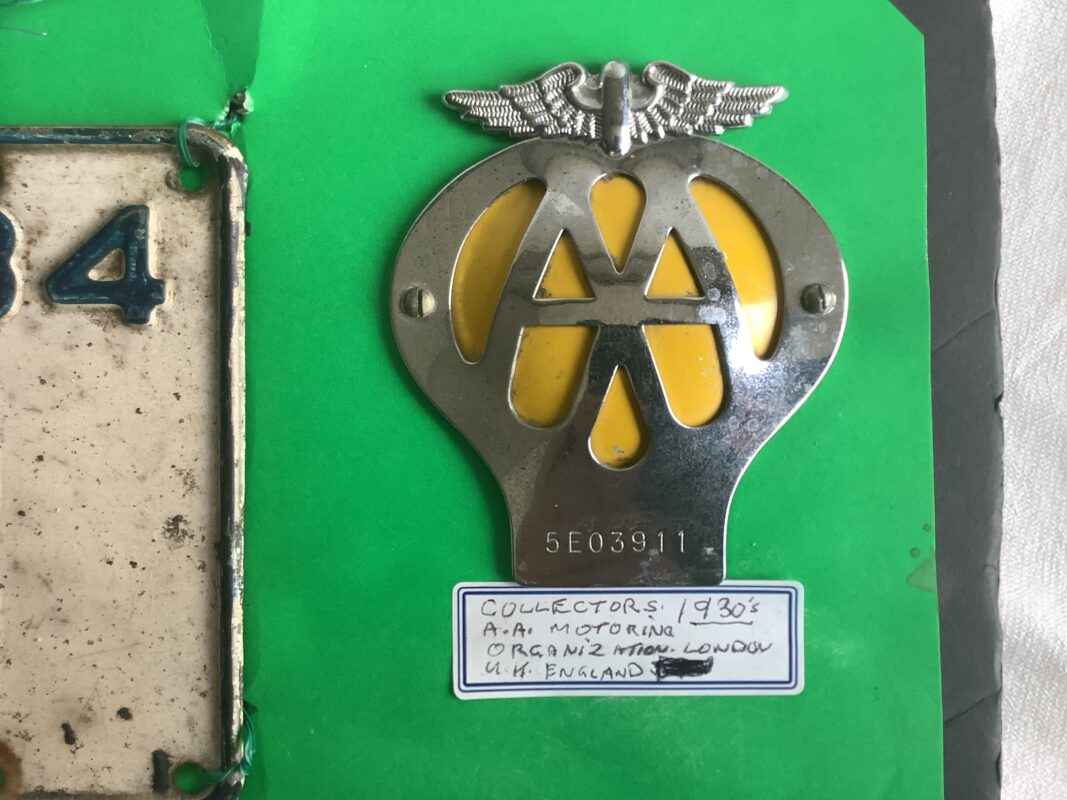 34
AA
5E03911
COLLECTORS. 1930's
A.A. MOTORING
ORGANIZATION. LONDON
U.K. ENGLAND